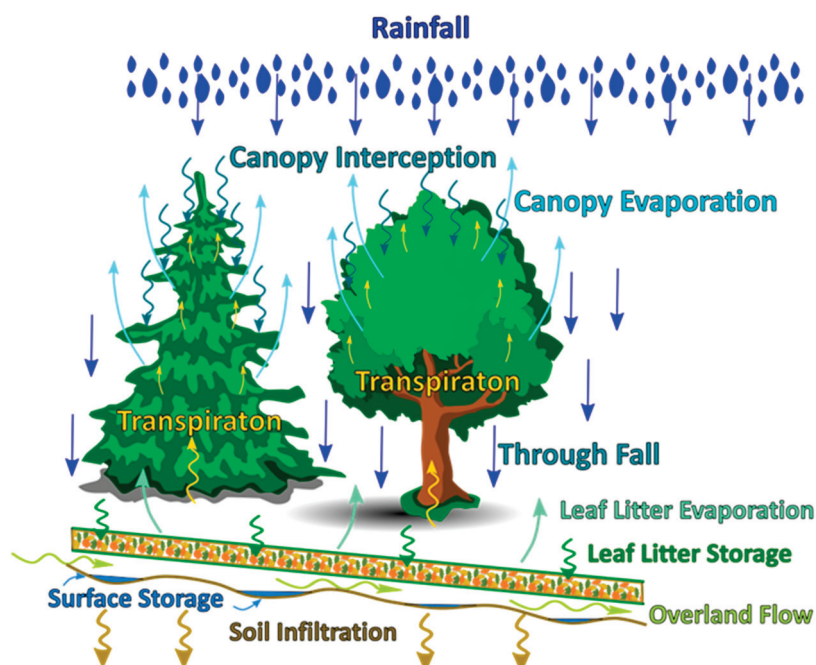 Rainfall
Canopy Interception
Canopy Evaporation
Transpiraton
Transpiraton
Through Fall
Leaf Litter Evaporation
Leaf Litter Storage
Surface Storage
Overland Flow
Soil Infiltration